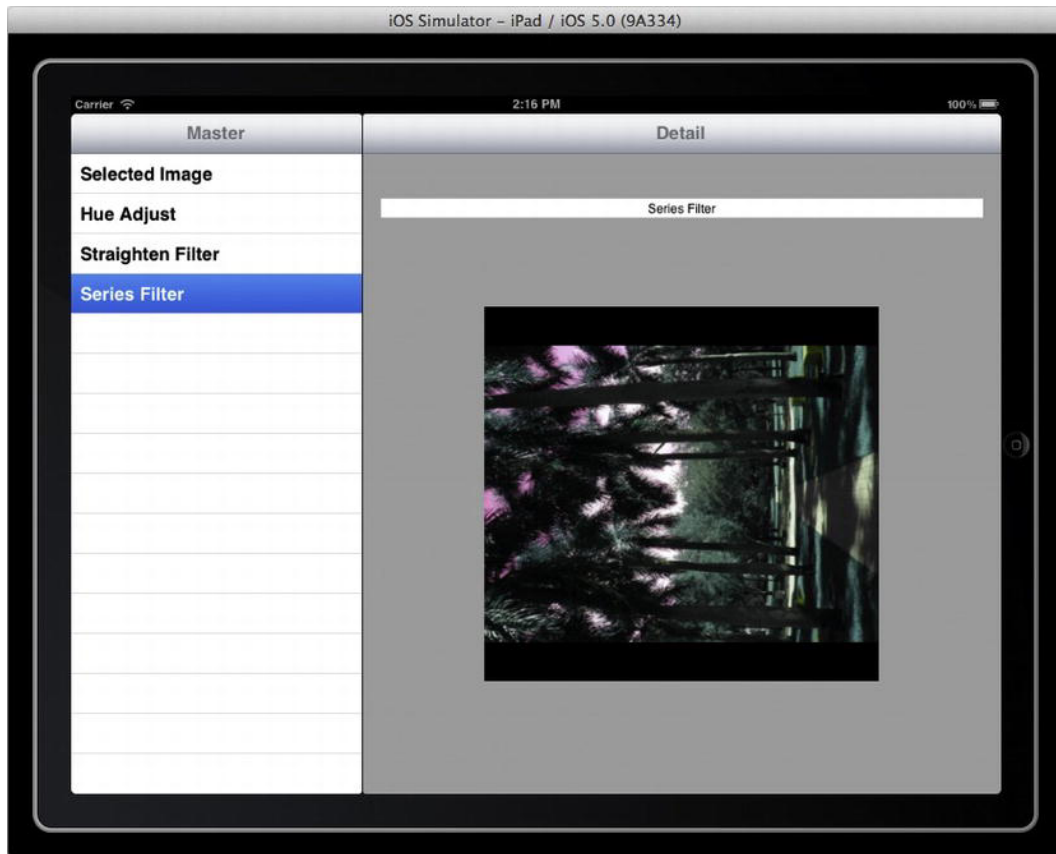 iOS Simulator – iPad / iOS 5.0 (9A334)
Carrier 2:16 PM 100%
Master Detail
Selected Image
Hue Adjust
Series Filter
Straighten Filter
Series Filter